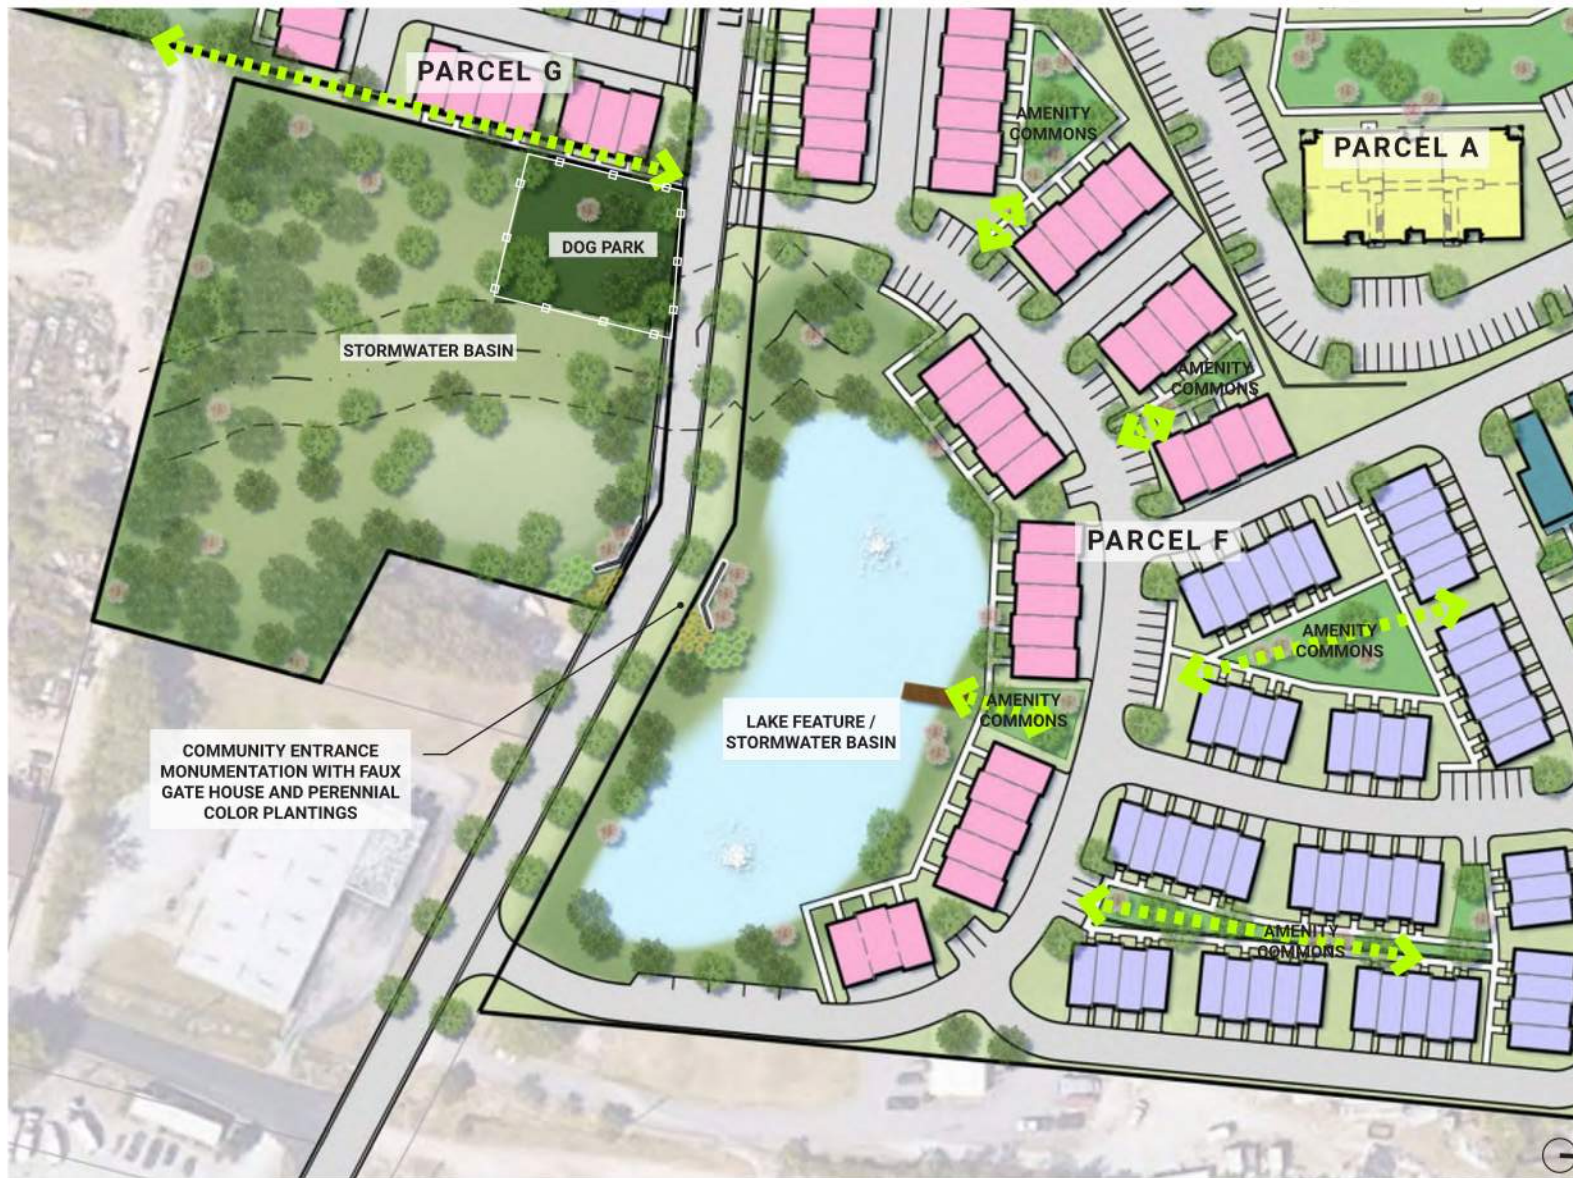 PARCEL G
AMENITY
COMMONS
PARCEL A
DOG PARK
STORMWATER BASIN
AMENITY
COMMONS
PARCEL F
AMENITY
COMMONS
AMENITY
COMMONS
LAKE FEATURE /
STORMWATER BASIN
COMMUNITY ENTRANCE
MONUMENTATION WITH FAUX
GATE HOUSE AND PERENNIAL
COLOR PLANTINGS
AMENITY
COMMONS